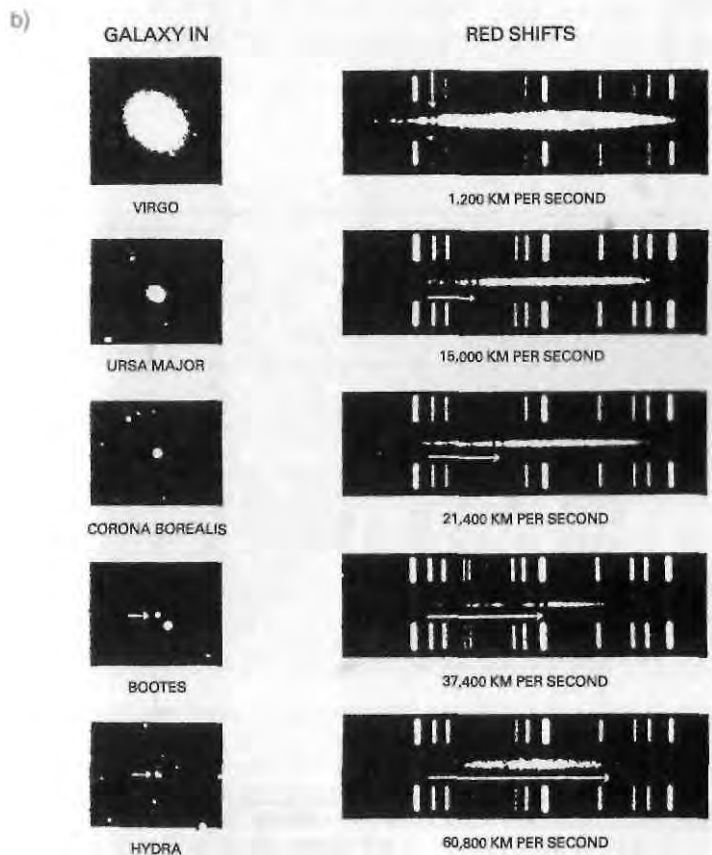 b)
GALAXY IN RED SHIFTS
VIRGO 1,200 KM PER SECOND
URSA MAJOR 15,000 KM PER SECOND
CORONA BOREALIS 21,400 KM PER SECOND
BOOTES 37,400 KM PER SECOND
HYDRA 60,800 KM PER SECOND